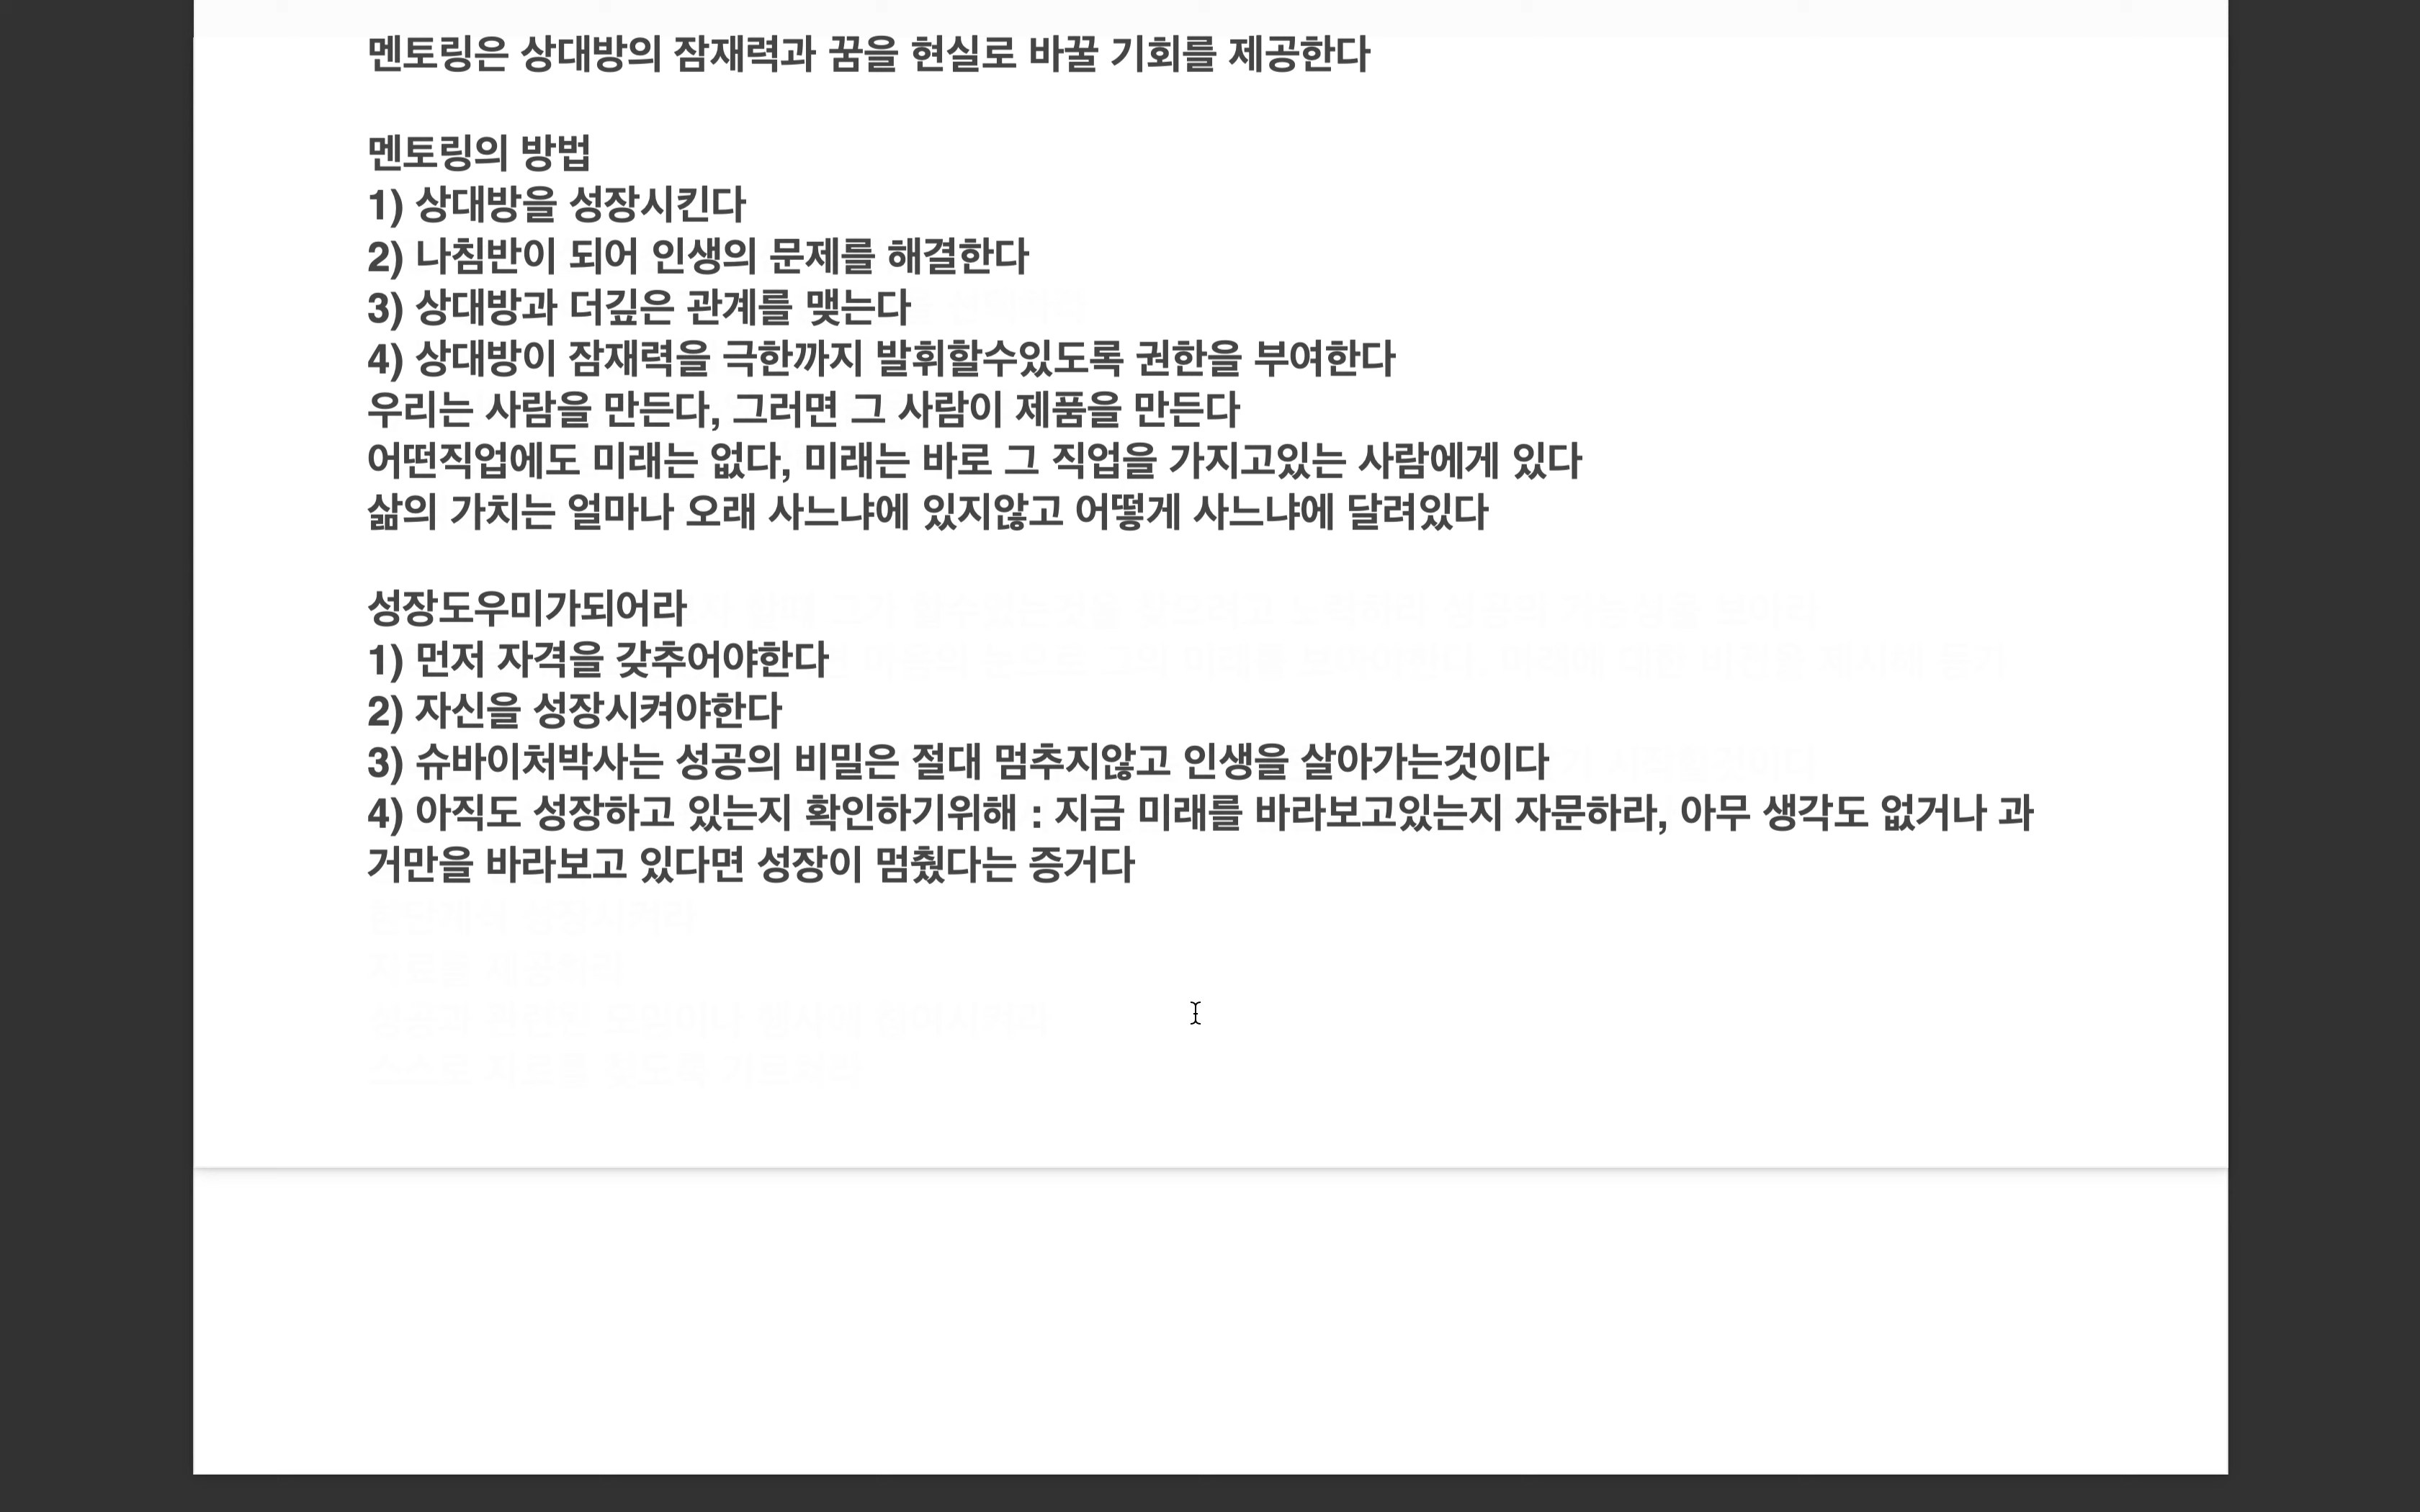 멘토링은 상대방의 잠재력과 꿈을 현실로 바꿀 기회를 제공한다
멘토링의 방법
1) 상대방을 성장시킨다
2) 나침반이 되어 인생의 문제를 해결한다
3) 상대방과 더깊은 관계를 맺는다
4) 상대방이 잠재력을 극한까지 발휘할수있도록 권한을 부여한다
우리는 사람을 만든다, 그러면 그 사람이 제품을 만든다
어떤직업에도 미래는 없다, 미래는 바로 그 직업을 가지고있는 사람에게 있다
삶의 가치는 얼마나 오래 사느냐에 있지않고 어떻게 사느냐에 달려있다
성장도우미가되어라
1) 먼저 자격을 갖추어야한다
2) 자신을 성장시켜야한다
3) 슈바이처박사는 성공의 비밀은 절대 멈추지않고 인생을 살아가는것이다
4) 아직도 성장하고 있는지 확인하기위해 : 지금 미래를 바라보고있는지 자문하라, 아무 생각도 없거나 과
거만을 바라보고 있다면 성장이 멈췄다는 증거다